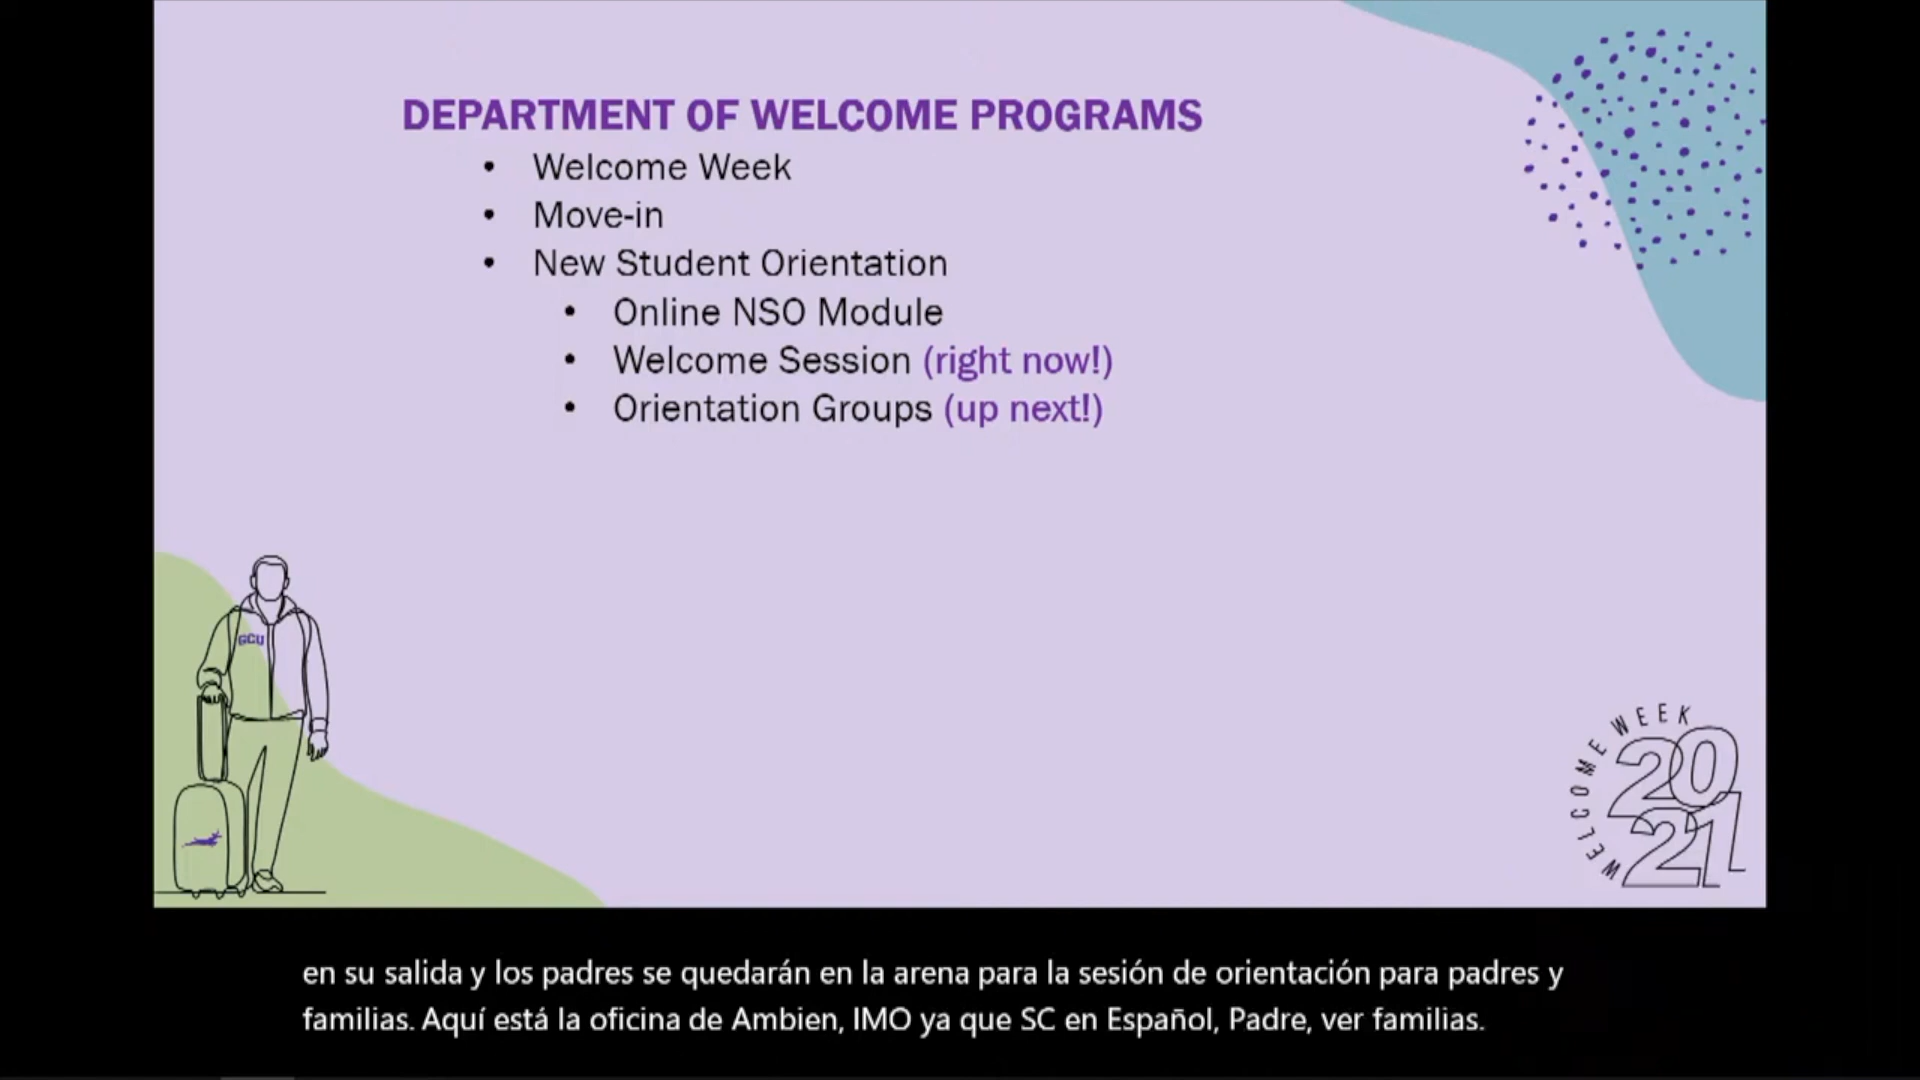 DEPARTMENT OF WELCOME PROGRAMS
• Welcome Week
• Move-in
• New Student Orientation
• Online NSO Module
• Welcome Session (right now!)
• Orientation Groups (up next!)
GCU
WELCOME WEEK
20
21
en su salida y los padres se quedarán en la arena para la sesión de orientación para padres y
familias. Aquí está la oficina de Ambien, IMO ya que SC en Español, Padre, ver familias.